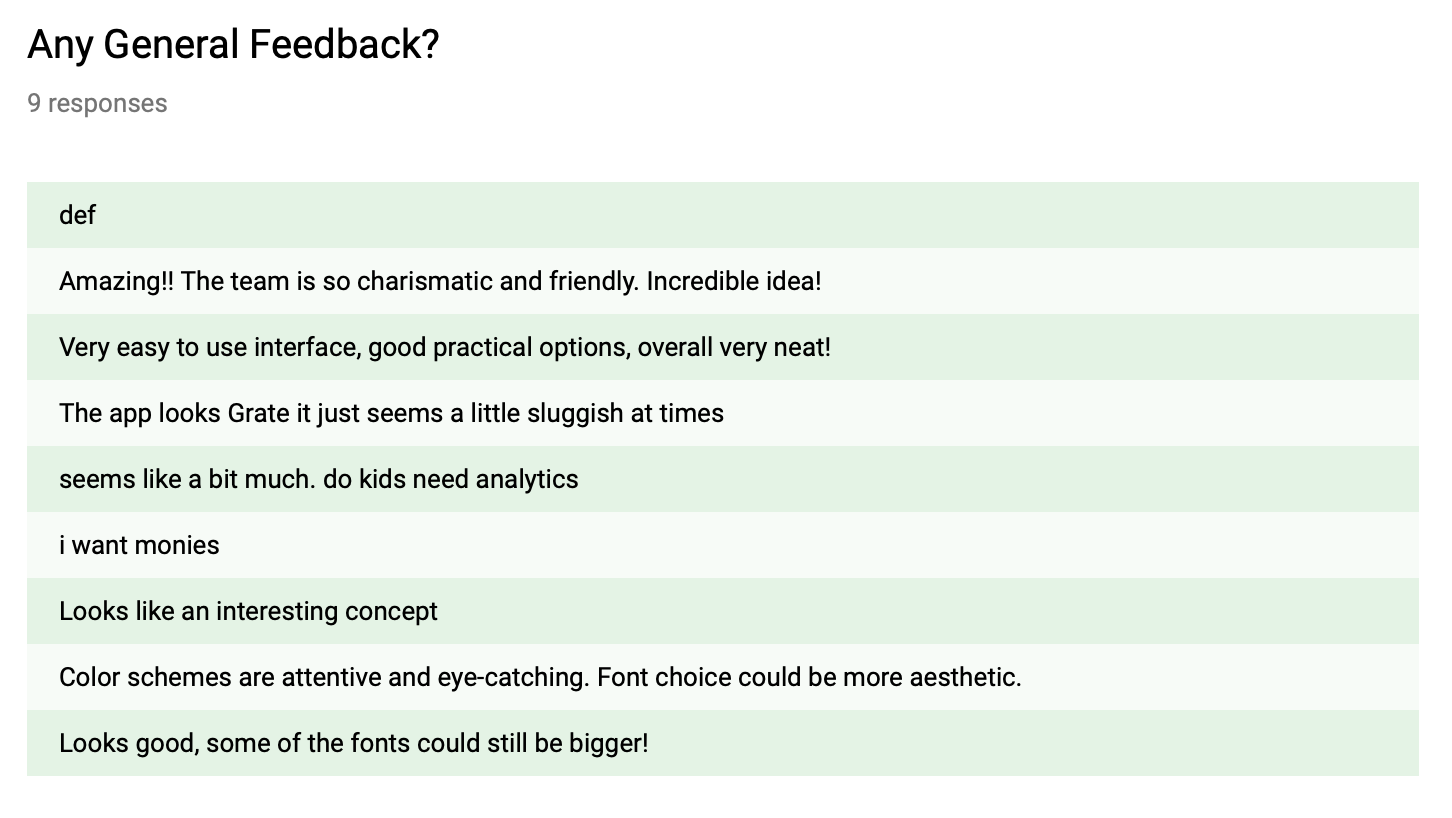 Any General Feedback?
9 responses
def
Amazing!! The team is so charismatic and friendly. Incredible idea!
Very easy to use interface, good practical options, overall very neat!
The app looks Grate it just seems a little sluggish at times
seems like a bit much. do kids need analytics
i want monies
Looks like an interesting concept
Color schemes are attentive and eye-catching. Font choice could be more aesthetic.
Looks good, some of the fonts could still be bigger!